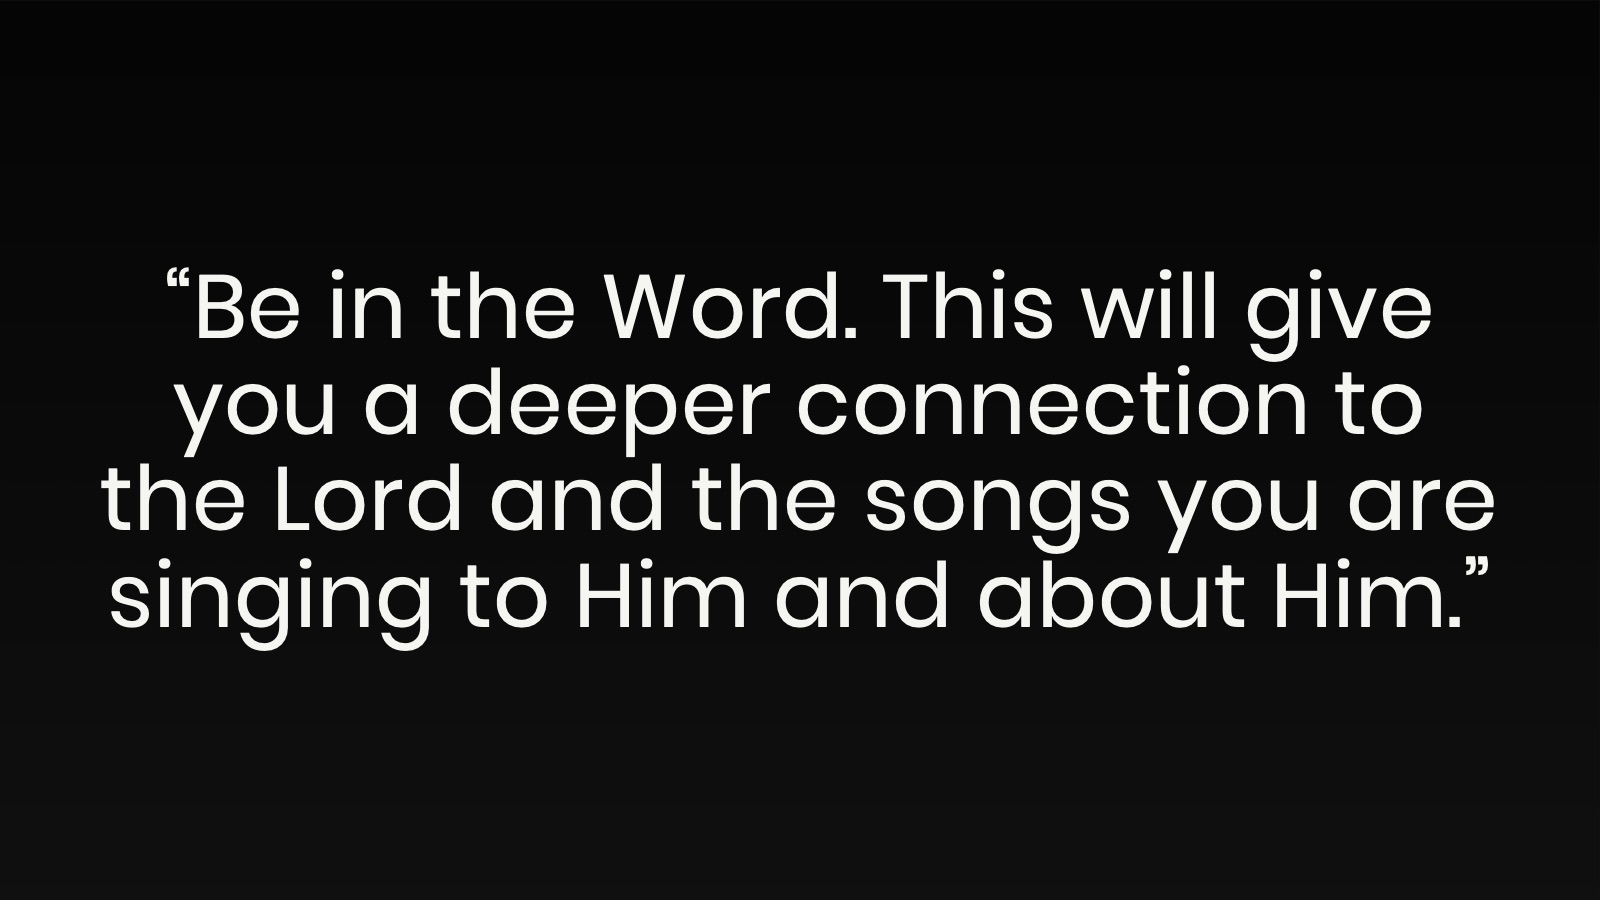 “Be in the Word. This will give
you a deeper connection to
the Lord and the songs you are
singing to Him and about Him.”